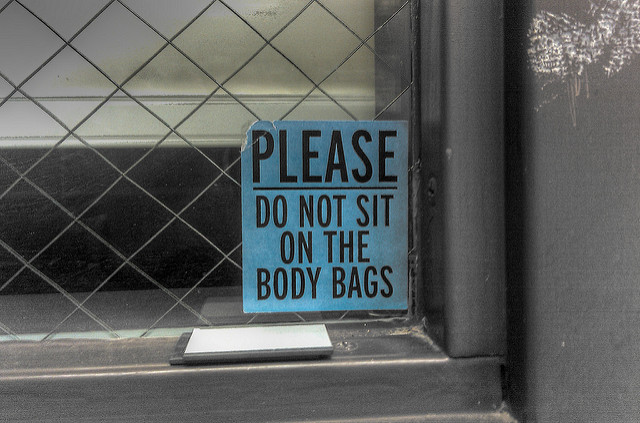 PLEASE
DO NOT SIT
ON THE
BODY BAGS